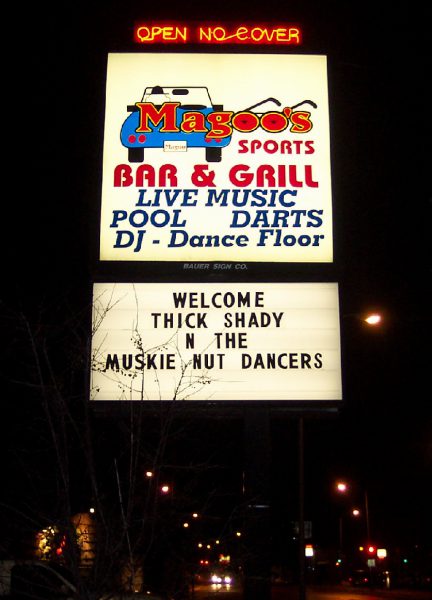 OPEN NO COVER
Magoo's
Magoos
SPORTS
BAR & GRILL
LIVE MUSIC
POOL DARTS
DJ - Dance Floor
BAUER SIGN CO.
WELCOME
THICK SHADY
N THE
MUSKIE NUT DANCERS